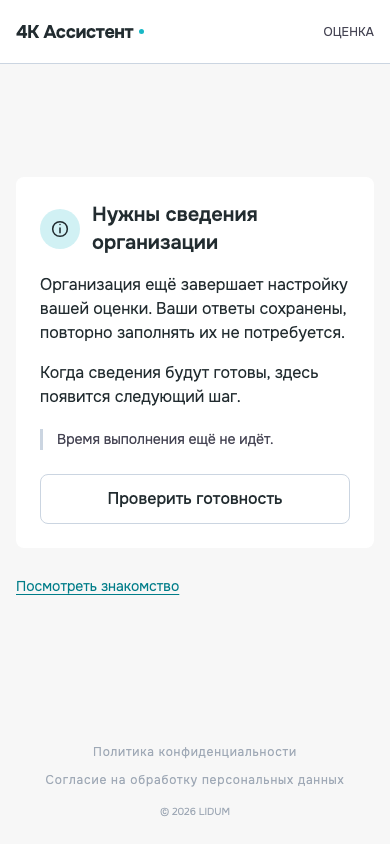 4K Ассистент
ОЦЕНКА
Нужны сведения
организации
Организация ещё завершает настройку
вашей оценки. Ваши ответы сохранены,
повторно заполнять их не потребуется.
Когда сведения будут готовы, здесь
появится следующий шаг.
Время выполнения ещё не идёт.
Проверить готовность
Посмотреть знакомство
Политика конфиденциальности
Согласие на обработку персональных данных
© 2026 LIDUM